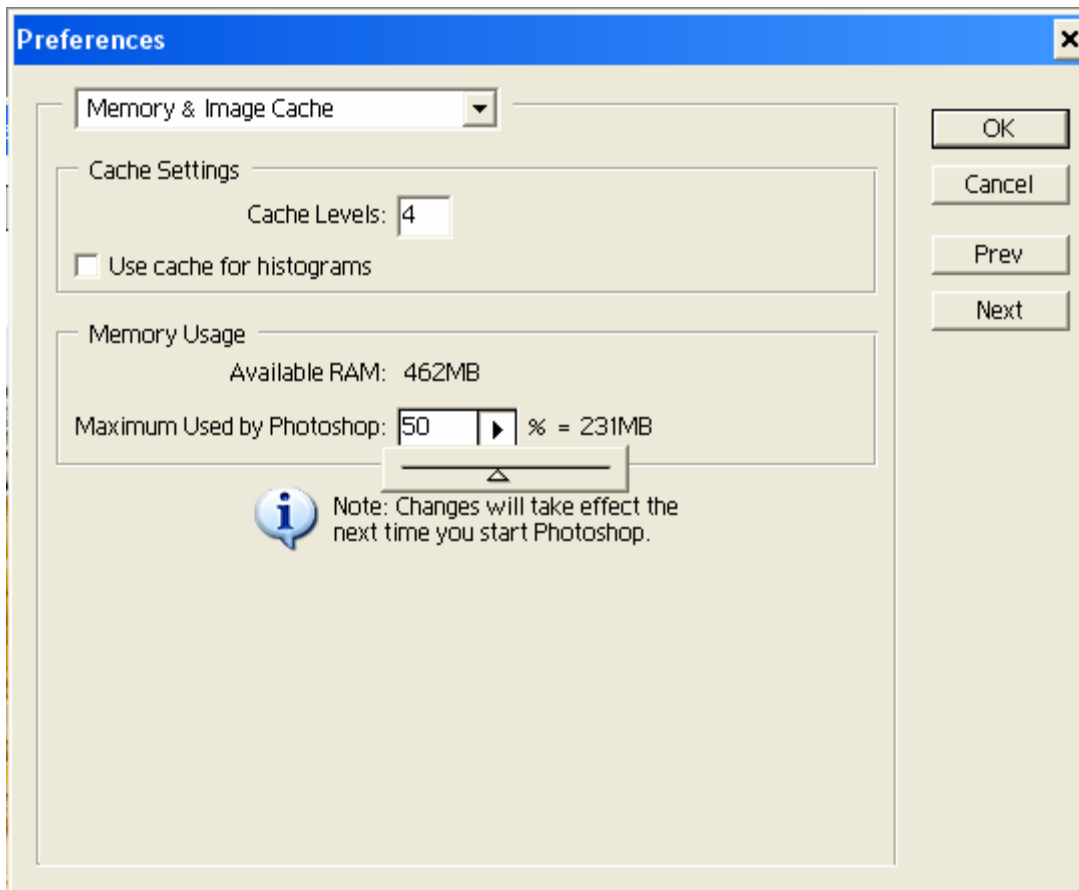 Preferences
Memory & Image Cache
OK
Cache Settings
Cancel
Cache Levels: 4
Prev
Use cache for histograms
Next
Memory Usage
Available RAM: 462MB
Maximum Used by Photoshop: 50 % = 231MB
Note: Changes will take effect the
next time you start Photoshop.